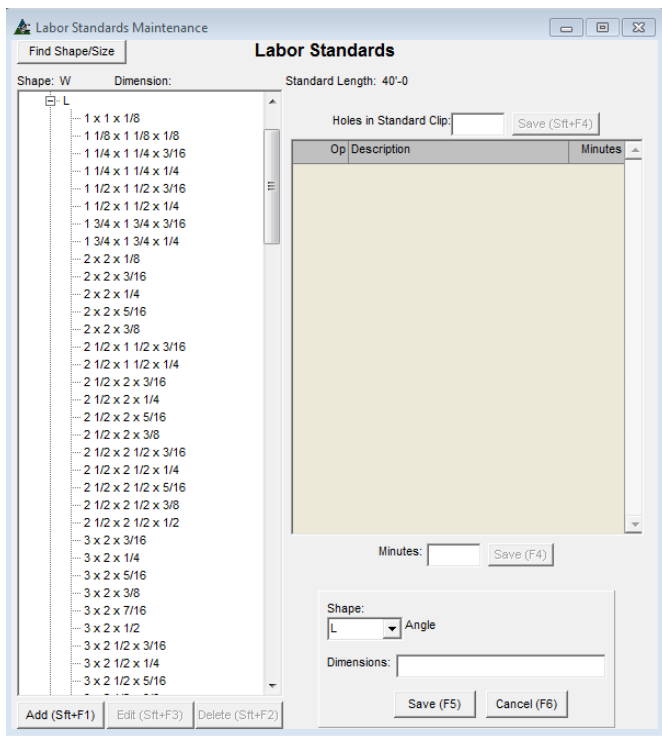 Labor Standards Maintenance
Find Shape/Size
Labor Standards
Shape: W Dimension: Standard Length: 40'-0
L
1 x 1 x 1/8
1 1/8 x 1 1/8 x 1/8
1 1/4 x 1 1/4 x 3/16
1 1/4 x 1 1/4 x 1/4
1 1/2 x 1 1/2 x 3/16
1 1/2 x 1 1/2 x 1/4
1 3/4 x 1 3/4 x 3/16
1 3/4 x 1 3/4 x 1/4
2 x 2 x 1/8
2 x 2 x 3/16
2 x 2 x 1/4
2 x 2 x 5/16
2 x 2 x 3/8
2 1/2 x 1 1/2 x 3/16
2 1/2 x 1 1/2 x 1/4
2 1/2 x 2 x 3/16
2 1/2 x 2 x 1/4
2 1/2 x 2 x 5/16
2 1/2 x 2 x 3/8
2 1/2 x 2 1/2 x 3/16
2 1/2 x 2 1/2 x 1/4
2 1/2 x 2 1/2 x 5/16
2 1/2 x 2 1/2 x 3/8
2 1/2 x 2 1/2 x 1/2
3 x 2 x 3/16
3 x 2 x 1/4
3 x 2 x 5/16
3 x 2 x 3/8
3 x 2 x 7/16
3 x 2 x 1/2
3 x 2 1/2 x 3/16
3 x 2 1/2 x 1/4
3 x 2 1/2 x 5/16
Add (Sft+F1) Edit (Sft+F3) Delete (Sft+F2)
Holes in Standard Clip: Save (Sft+F4)
Op Description Minutes
Minutes: Save (F4)
Shape:
L Angle
Dimensions:
Save (F5) Cancel (F6)